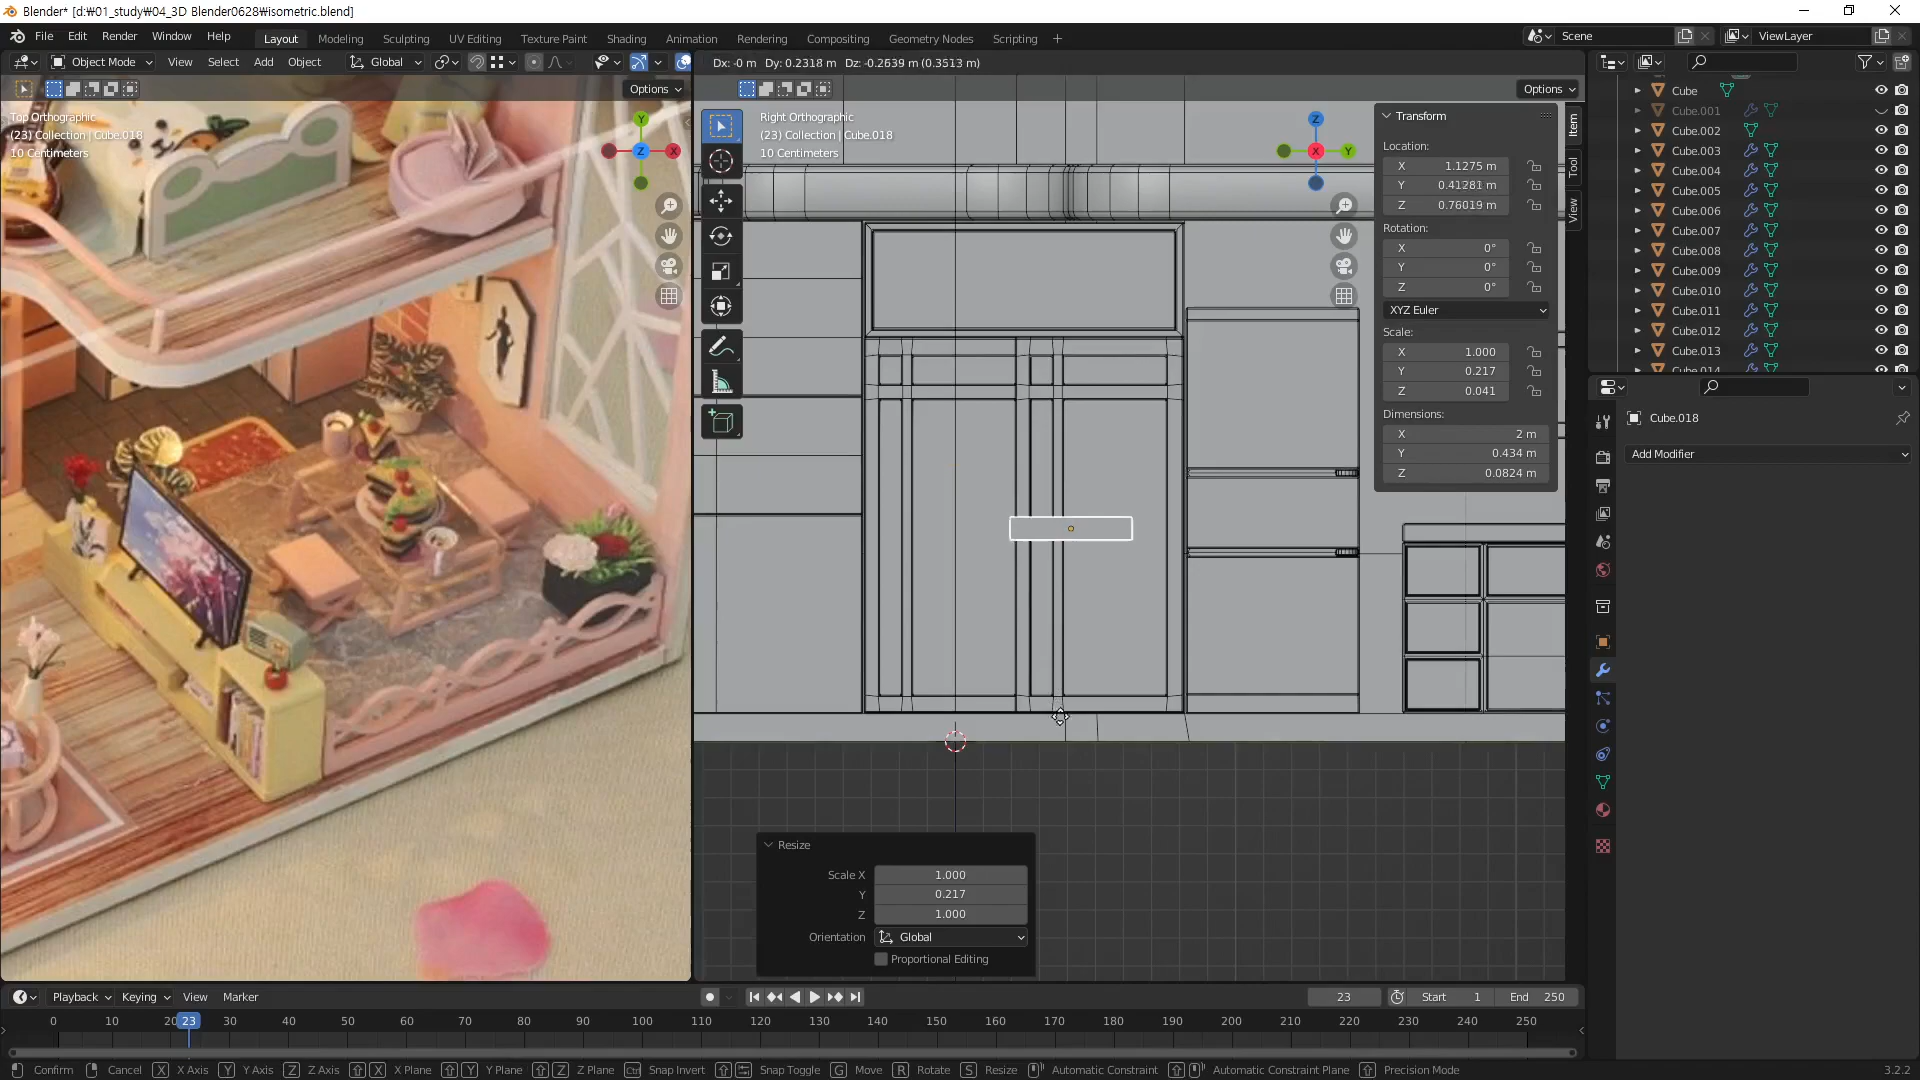 Blender* [d:₩01_study₩04_3D Blender0628₩isometric.blend]
File Edit Render Window Help Layout Modeling Sculpting UV Editing Texture Paint Shading Animation Rendering Compositing Geometry Nodes Scripting + Scene ViewLayer
Object Mode View Select Add Object Global
Options
Top Orthographic
(23) Collection | Cube.018
10 Centimeters
Y
Z
X
Dx: -0 m Dy: 0.2318 m Dz: -0.2639 m (0.3513 m)
Options
Right Orthographic
(23) Collection | Cube.018
10 Centimeters
Z
X
Y
Transform
Location:
X 1.1275 m
Y 0.41281 m
Z 0.76019 m
Rotation:
X 0°
Y 0°
Z 0°
XYZ Euler
Scale:
X 1.000
Y 0.217
Z 0.041
Dimensions:
X 2 m
Y 0.434 m
Z 0.0824 m
Item
Tool
View
Resize
Scale X 1.000
Y 0.217
Z 1.000
Orientation Global
Proportional Editing
Cube
Cube.001
Cube.002
Cube.003
Cube.004
Cube.005
Cube.006
Cube.007
Cube.008
Cube.009
Cube.010
Cube.011
Cube.012
Cube.013
Cube.014
Cube.018
Add Modifier
Playback Keying View Marker 23 Start 1 End 250
0 10 20 23 30 40 50 60 70 80 90 100 110 120 130 140 150 160 170 180 190 200 210 220 230 240 250
Confirm Cancel X X Axis Y Y Axis Z Z Axis X X Plane Y Y Plane Z Z Plane Ctrl Snap Invert Snap Toggle G Move R Rotate S Resize Automatic Constraint Automatic Constraint Plane Precision Mode 3.2.2